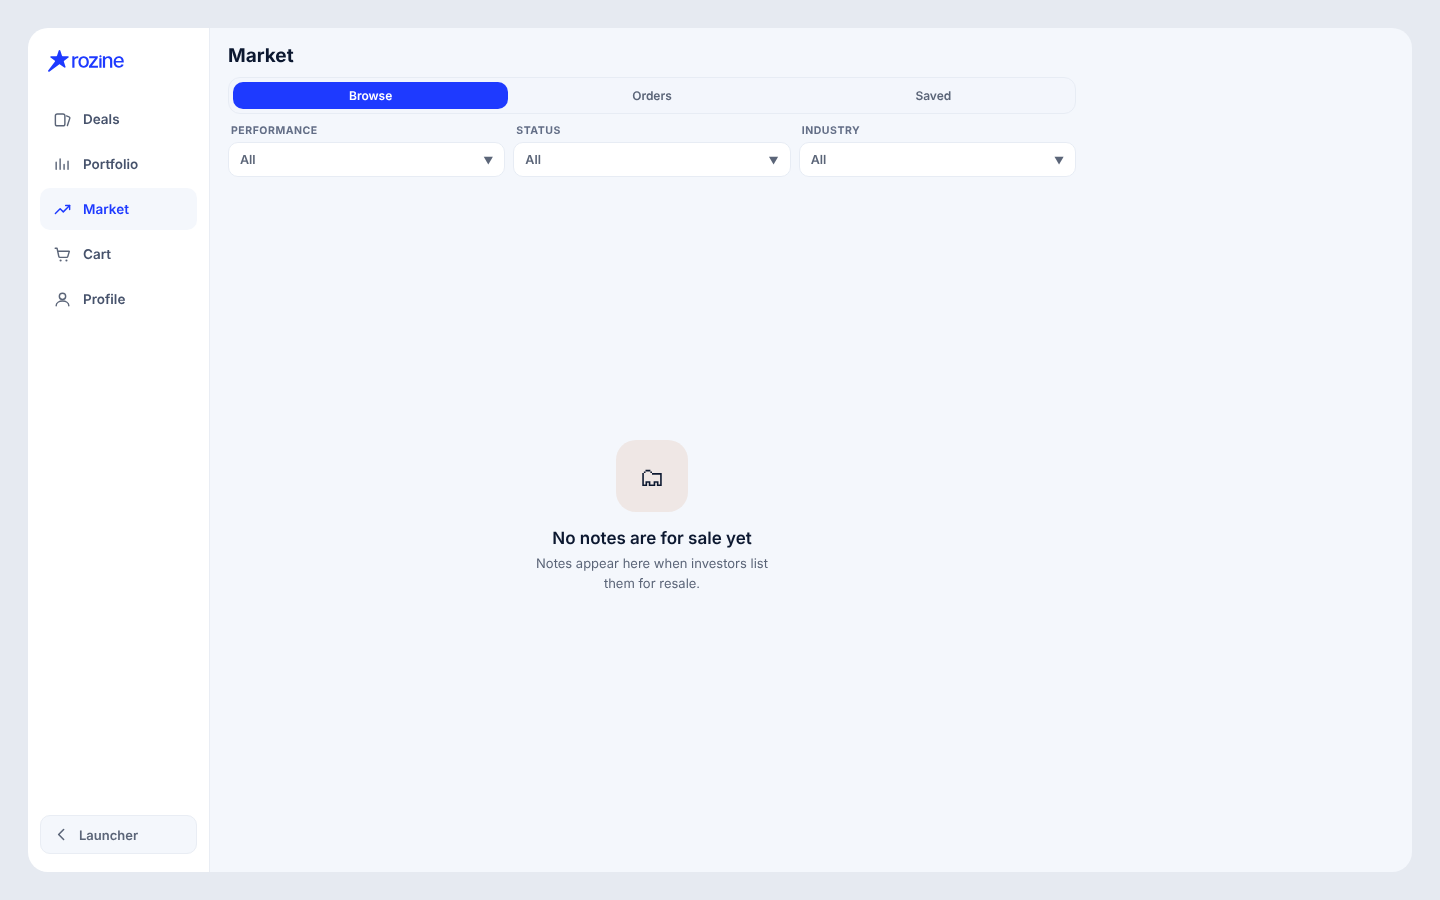 rozine
Deals
Portfolio
Market
Cart
Profile
Launcher
Market
Browse
Orders
Saved
PERFORMANCE
STATUS
INDUSTRY
All
All
All
No notes are for sale yet
Notes appear here when investors list
them for resale.